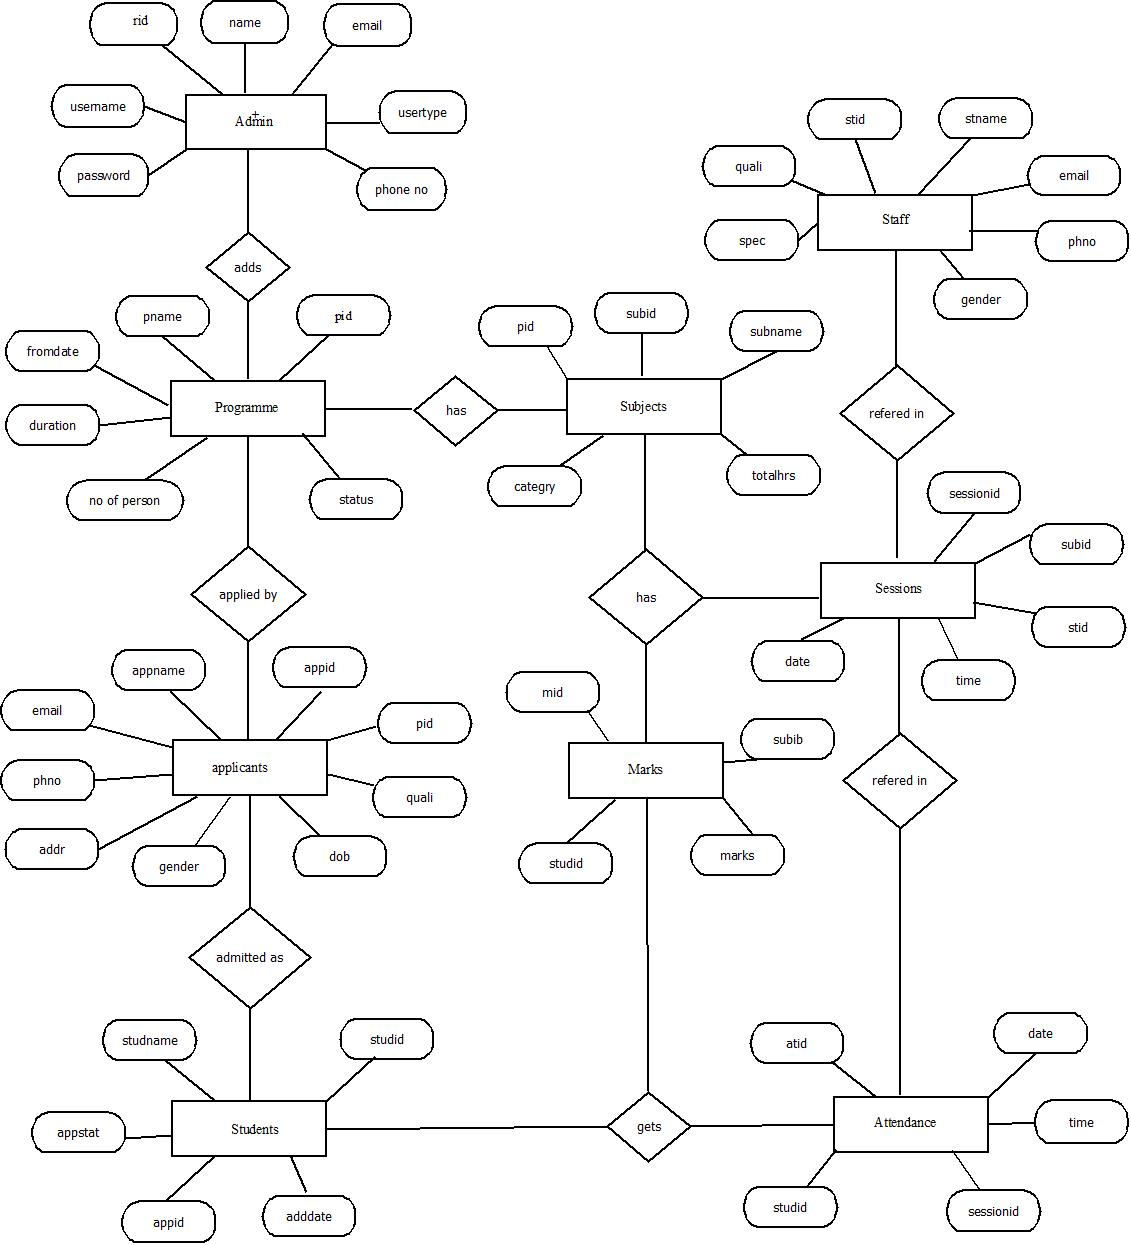 rid
name
email
username
Admin
usertype
password
phone no
stid
stname
quali
email
Staff
spec
phno
gender
adds
pname
pid
fromdate
duration
Programme
no of person
status
has
pid
subid
subname
Subjects
categry
totalhrs
refered in
sessionid
subid
Sessions
stid
date
time
applied by
has
appname
appid
email
pid
phno
applicants
quali
addr
gender
dob
mid
subib
Marks
studid
marks
refered in
admitted as
studname
studid
appstat
Students
appid
adddate
gets
atid
date
Attendance
time
studid
sessionid